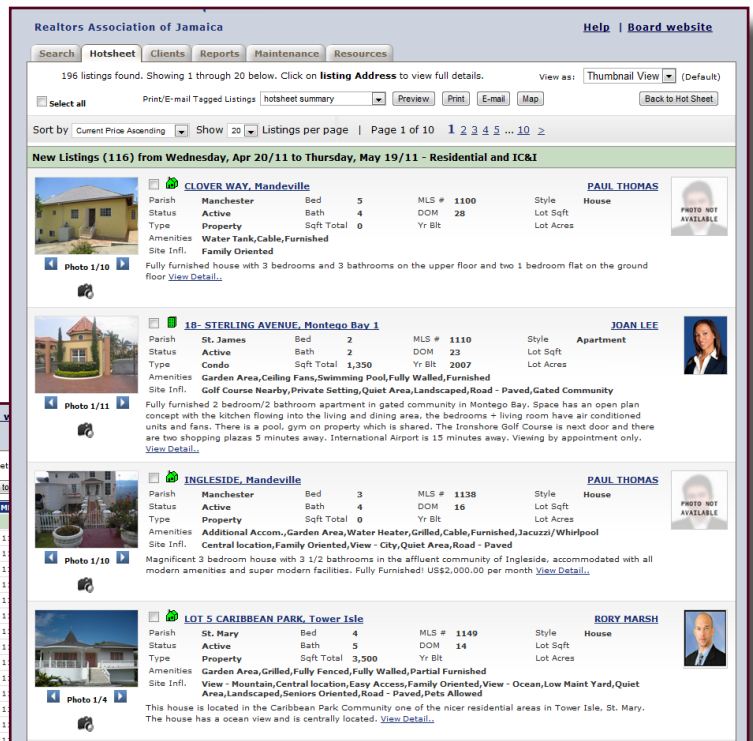 Realtors Association of Jamaica Help | Board website
Search Hotsheet Clients Reports Maintenance Resources
196 listings found. Showing 1 through 20 below. Click on listing Address to view full details. View as: Thumbnail View (Default)
Select all Print/E-mail Tagged Listings hotsheet summary Preview Print E-mail Map Back to Hot Sheet
Sort by Current Price Ascending Show 20 Listings per page | Page 1 of 10 1 2 3 4 5 ... 10 >
New Listings (116) from Wednesday, Apr 20/11 to Thursday, May 19/11 - Residential and IC&I
CLOVER WAY, Mandeville PAUL THOMAS
Parish Manchester Bed 5 MLS # 1100 Style House
Status Active Bath 4 DOM 28 Lot Sqft
Type Property Sqft Total 0 Yr Blt Lot Acres
Amenities Water Tank,Cable,Furnished
Site Infl. Family Oriented
PHOTO NOT
AVAILABLE
Photo 1/10
Fully furnished house with 3 bedrooms and 3 bathrooms on the upper floor and two 1 bedroom flat on the ground
floor View Detail..
18- STERLING AVENUE, Montego Bay 1 JOAN LEE
Parish St. James Bed 2 MLS # 1110 Style Apartment
Status Active Bath 2 DOM 23 Lot Sqft
Type Condo Sqft Total 1,350 Yr Blt 2007 Lot Acres
Amenities Garden Area,Ceiling Fans,Swimming Pool,Fully Walled,Furnished
Site Infl. Golf Course Nearby,Private Setting,Quiet Area,Landscaped,Road - Paved,Gated Community
Photo 1/11
Fully furnished 2 bedroom/2 bathroom apartment in gated community in Montego Bay. Space has an open plan
concept with the kitchen flowing into the living and dining area, the bedrooms + living room have air conditioned
units and fans. There is a pool, gym on property which is shared. The Ironshore Golf Course is next door and there
are two shopping plazas 5 minutes away. International Airport is 15 minutes away. Viewing by appointment only.
View Detail..
INGLESIDE, Mandeville PAUL THOMAS
Parish Manchester Bed 3 MLS # 1138 Style House
Status Active Bath 4 DOM 16 Lot Sqft
Type Property Sqft Total 0 Yr Blt Lot Acres
Amenities Additional Accom.,Garden Area,Water Heater,Grilled,Cable,Furnished,Jacuzzi/Whirlpool
Site Infl. Central location,Family Oriented,View - City,Quiet Area,Road - Paved
PHOTO NOT
AVAILABLE
Photo 1/10
Magnificent 3 bedroom house with 3 1/2 bathrooms in the affluent community of Ingleside, accommodated with all
modern amenities and super modern facilities. Fully Furnished! US$2,000.00 per month View Detail..
LOT 5 CARIBBEAN PARK, Tower Isle RORY MARSH
Parish St. Mary Bed 4 MLS # 1149 Style House
Status Active Bath 5 DOM 14 Lot Sqft
Type Property Sqft Total 3,500 Yr Blt Lot Acres
Amenities Garden Area,Grilled,Fully Fenced,Fully Walled,Partial Furnished
Site Infl. View - Mountain,Central location,Easy Access,Family Oriented,View - Ocean,Low Maint Yard,Quiet
Area,Landscaped,Seniors Oriented,Road - Paved,Pets Allowed
Photo 1/4
This house is located in the Caribbean Park Community one of the nicer residential areas in Tower Isle, St. Mary.
The house has a ocean view and is centrally located. View Detail..